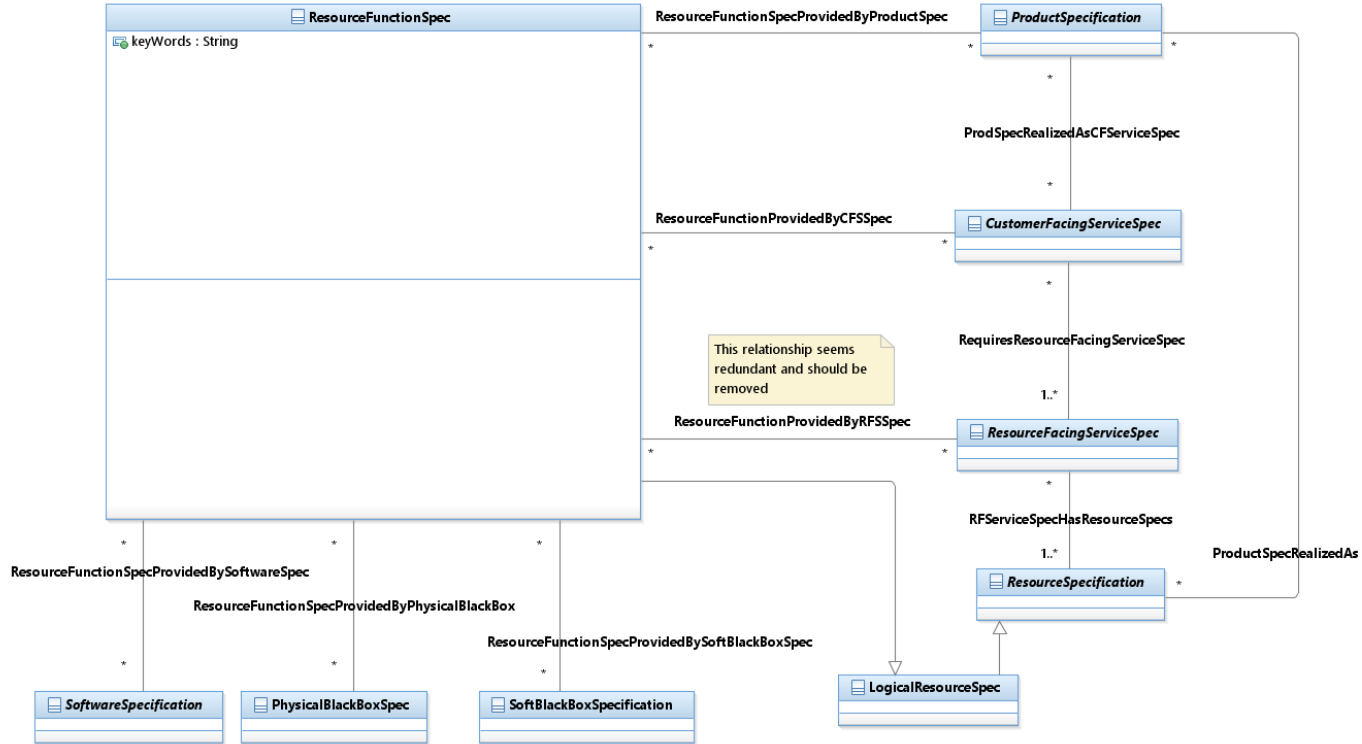 ResourceFunctionSpec
keyWords : String
ResourceFunctionSpecProvidedByProductSpec
*
*
ProductSpecification
*
*
ProdSpecRealizedAsCFServiceSpec
*
ResourceFunctionProvidedByCFSSpec
*
*
CustomerFacingServiceSpec
*
This relationship seems
redundant and should be
removed
RequiresResourceFacingServiceSpec
1..*
ResourceFunctionProvidedByRFSSpec
*
*
ResourceFacingServiceSpec
*
RFServiceSpecHasResourceSpecs
1..*
ProductSpecRealizedAs
ResourceSpecification
*
*
*
*
ResourceFunctionSpecProvidedBySoftwareSpec
ResourceFunctionSpecProvidedByPhysicalBlackBox
ResourceFunctionSpecProvidedBySoftBlackBoxSpec
*
*
*
SoftwareSpecification
PhysicalBlackBoxSpec
SoftBlackBoxSpecification
LogicalResourceSpec